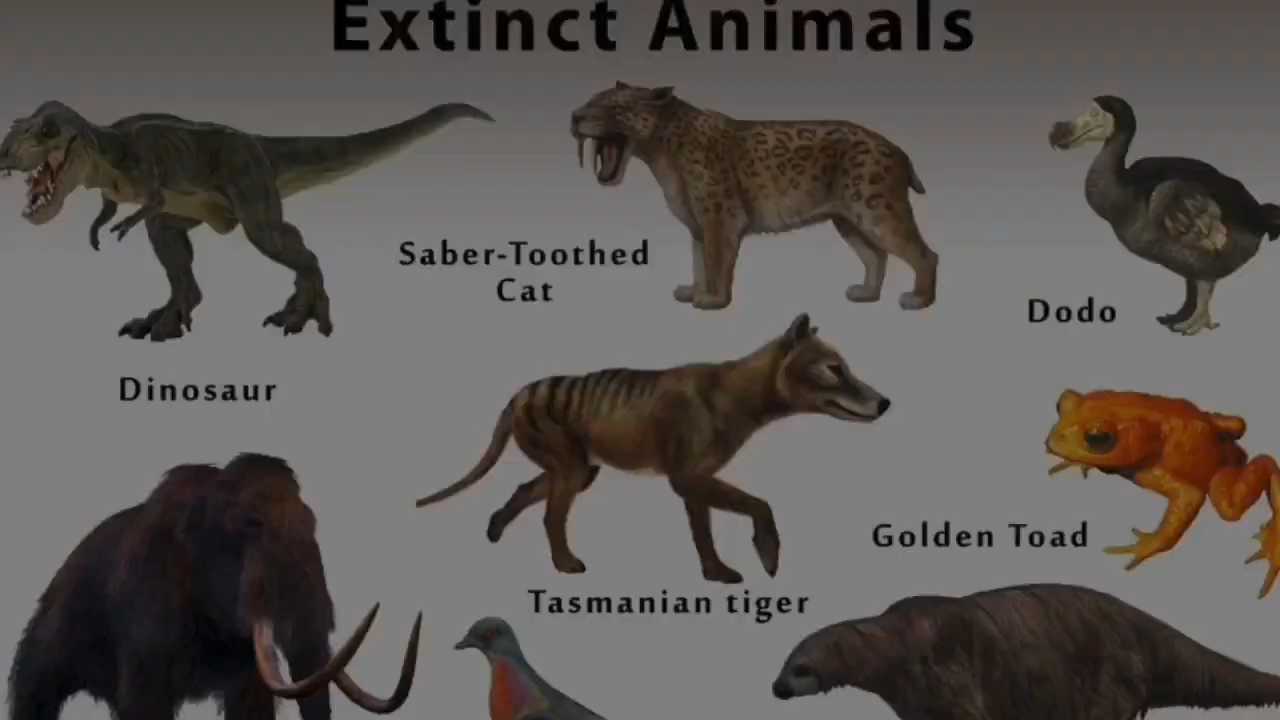 Extinct Animals
Saber-Toothed
Cat
Dodo
Dinosaur
Golden Toad
Tasmanian tiger